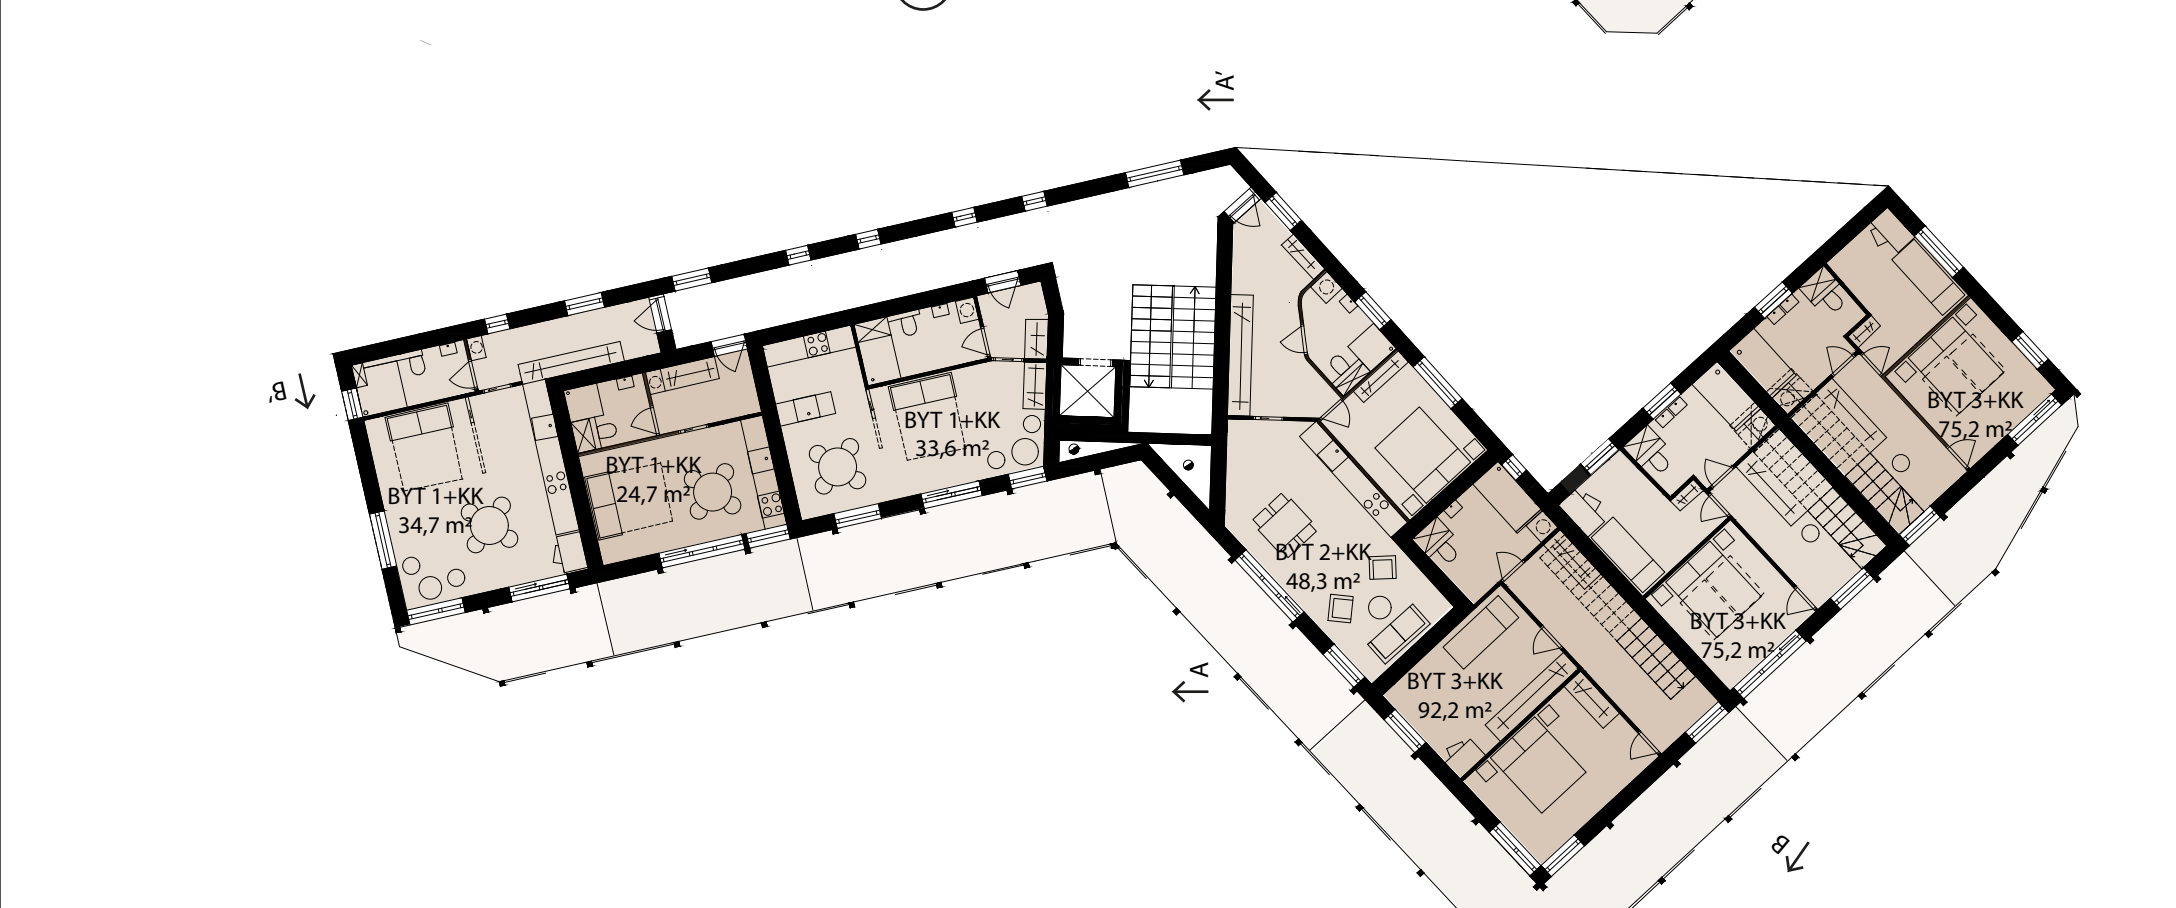 A'
B'
BYT 1+KK
34,7 m²
BYT 1+KK
24,7 m²
BYT 1+KK
33,6 m²
BYT 2+KK
48,3 m²
BYT 3+KK
92,2 m²
BYT 3+KK
75,2 m²
BYT 3+KK
75,2 m²
A
B